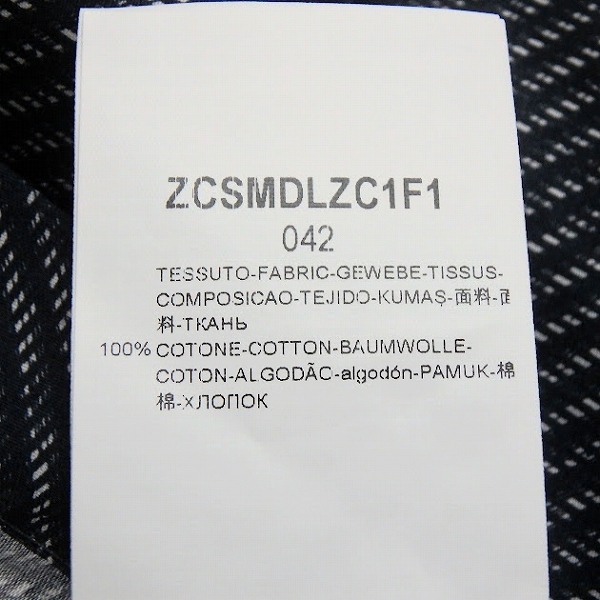 ZCSMDLZC1F1
042
TESSUTO-FABRIC-GEWEBE-TISSUS-
COMPOSICAO-TEJIDO-KUMAŞ-面料-面
料-ТКАНЬ
100% COTONE-COTTON-BAUMWOLLE-
COTON-ALGODÃO-algodón-PAMUK-棉
棉-ХЛОПОК